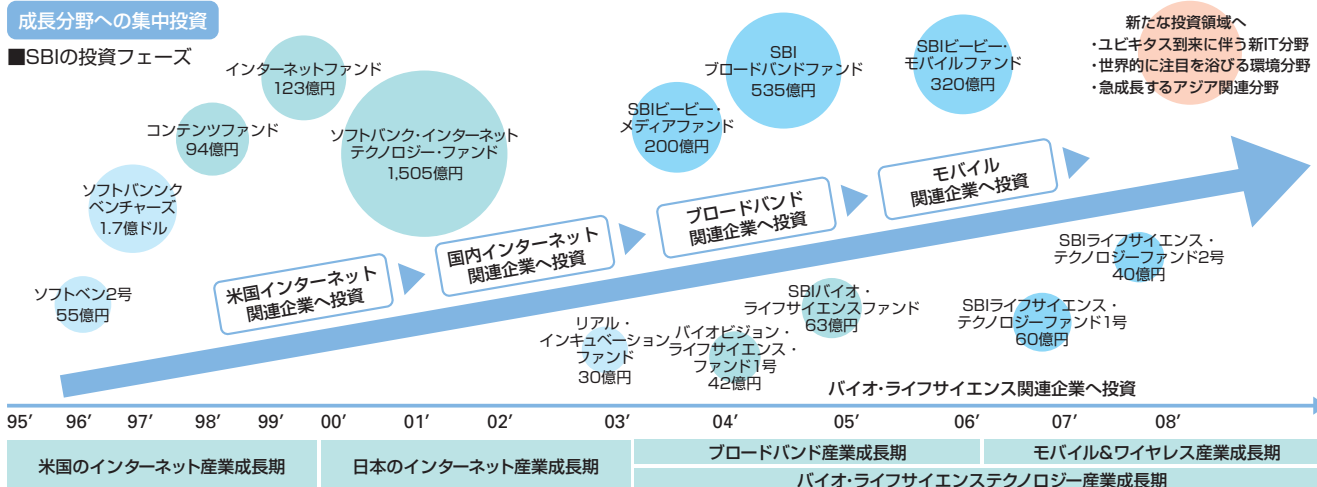 成長分野への集中投資
■SBIの投資フェーズ
ソフトベン2号
55億円
ソフトバンンク
ベンチャーズ
1.7億ドル
コンテンツファンド
94億円
インターネットファンド
123億円
ソフトバンク・インターネット
テクノロジー・ファンド
1,505億円
SBIビービー・
メディアファンド
200億円
SBI
ブロードバンドファンド
535億円
SBIビービー・
モバイルファンド
320億円
新たな投資領域へ
・ユビキタス到来に伴う新IT分野
・世界的に注目を浴びる環境分野
・急成長するアジア関連分野
米国インターネット
関連企業へ投資
国内インターネット
関連企業へ投資
ブロードバンド
関連企業へ投資
モバイル
関連企業へ投資
リアル・
インキュベーション
ファンド
30億円
バイオビジョン・
ライフサイエンス・
ファンド1号
42億円
SBIバイオ・
ライフサイエンスファンド
63億円
SBIライフサイエンス・
テクノロジーファンド1号
60億円
SBIライフサイエンス・
テクノロジーファンド2号
40億円
バイオ・ライフサイエンス関連企業へ投資
95′ 96′ 97′ 98′ 99′ 00′ 01′ 02′ 03′ 04′ 05′ 06′ 07′ 08′
米国のインターネット産業成長期
日本のインターネット産業成長期
ブロードバンド産業成長期
モバイル&ワイヤレス産業成長期
バイオ・ライフサイエンステクノロジー産業成長期